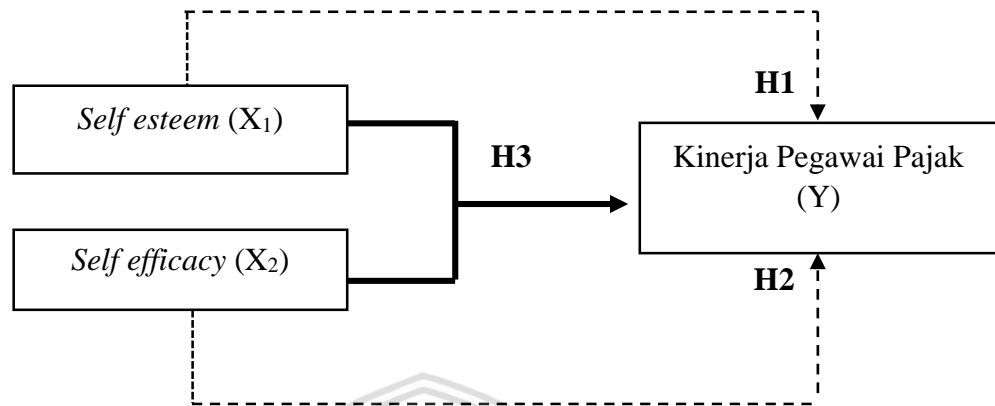 H1
Self esteem (X₁)
H3
Kinerja Pegawai Pajak
(Y)
Self efficacy (X₂)
H2